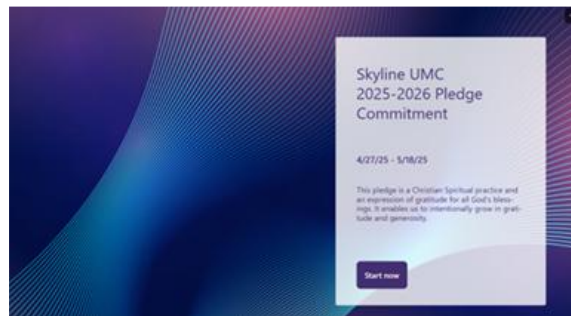 Skyline UMC
2025-2026 Pledge
Commitment
4/27/25 - 5/18/25
This pledge is a Christian Spiritual practice and
an expression of gratitude for all God's bless-
ings. It enables us to intentionally grow in grati-
tude and generosity.
Start now